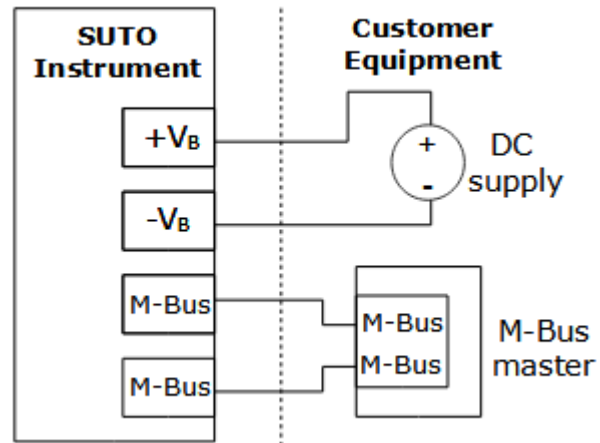 SUTO
Instrument
Customer
Equipment
+VB
-VB
M-Bus
M-Bus
+
-
DC
supply
M-Bus
M-Bus
M-Bus
master